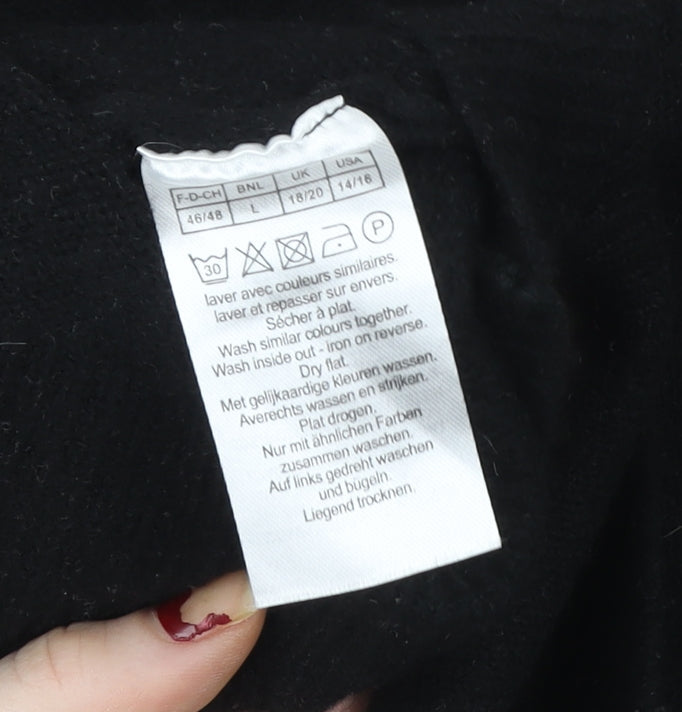 F-D-CH BNL UK USA
46/48 L 18/20 14/16
30 P
laver avec couleurs similaires.
laver et repasser sur envers.
Sécher à plat.
Wash similar colours together.
Wash inside out - iron on reverse.
Dry flat.
Met gelijkaardige kleuren wassen.
Averechts wassen en strijken.
Plat drogen.
Nur mit ähnlichen Farben
zusammen waschen.
Auf links gedreht waschen
und bügeln.
Liegend trocknen.